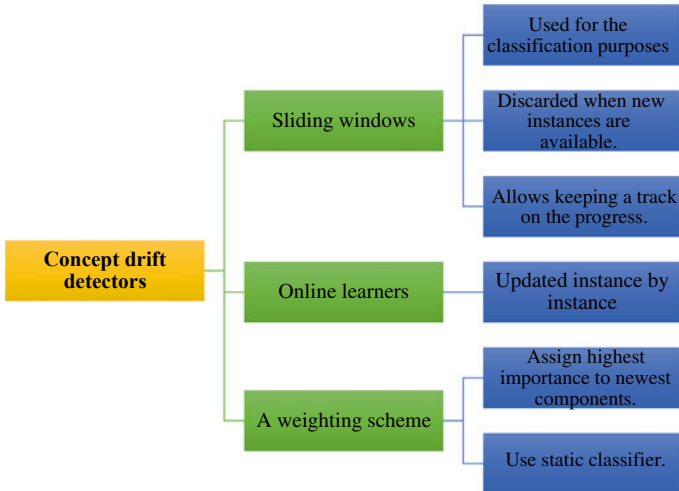 Used for the
classification purposes
Sliding windows
Discarded when new
instances are
available.
Allows keeping a track
on the progress.
Concept drift
detectors
Online learners
Updated instance by
instance
Assign highest
importance to newest
components.
A weighting scheme
Use static classifier.